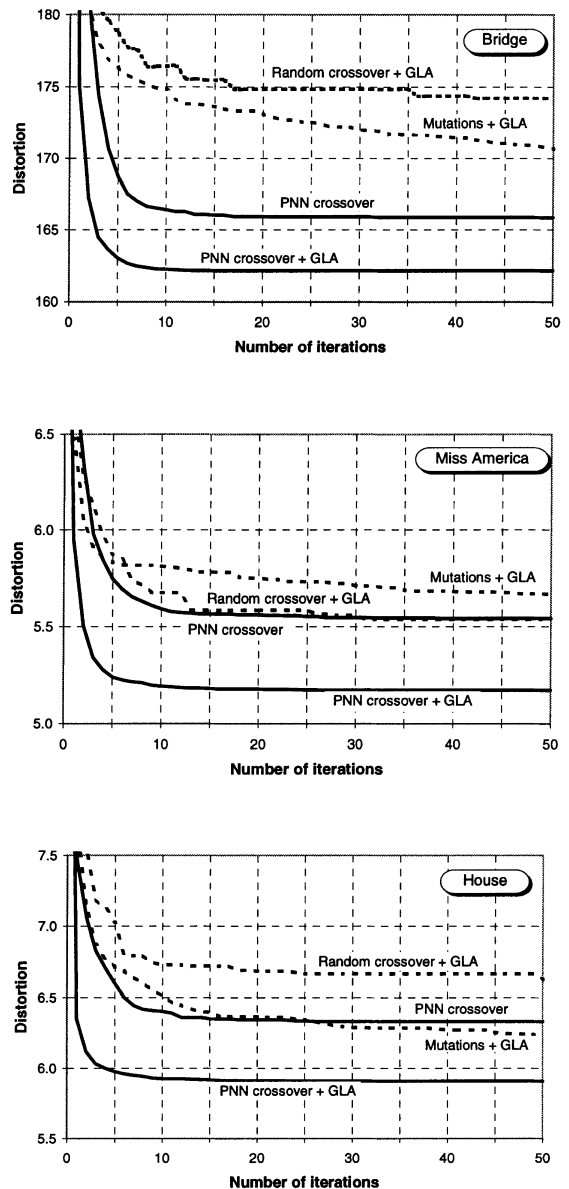 180
Bridge
Random crossover + GLA
175
Mutations + GLA
Distortion
170
PNN crossover
165
PNN crossover + GLA
160
0 10 20 30 40 50
Number of iterations
6.5
Miss America
6.0
Distortion
Mutations + GLA
Random crossover + GLA
5.5
PNN crossover
PNN crossover + GLA
5.0
0 10 20 30 40 50
Number of iterations
7.5
House
7.0
Random crossover + GLA
Distortion
6.5
PNN crossover
Mutations + GLA
6.0
PNN crossover + GLA
5.5
0 10 20 30 40 50
Number of iterations